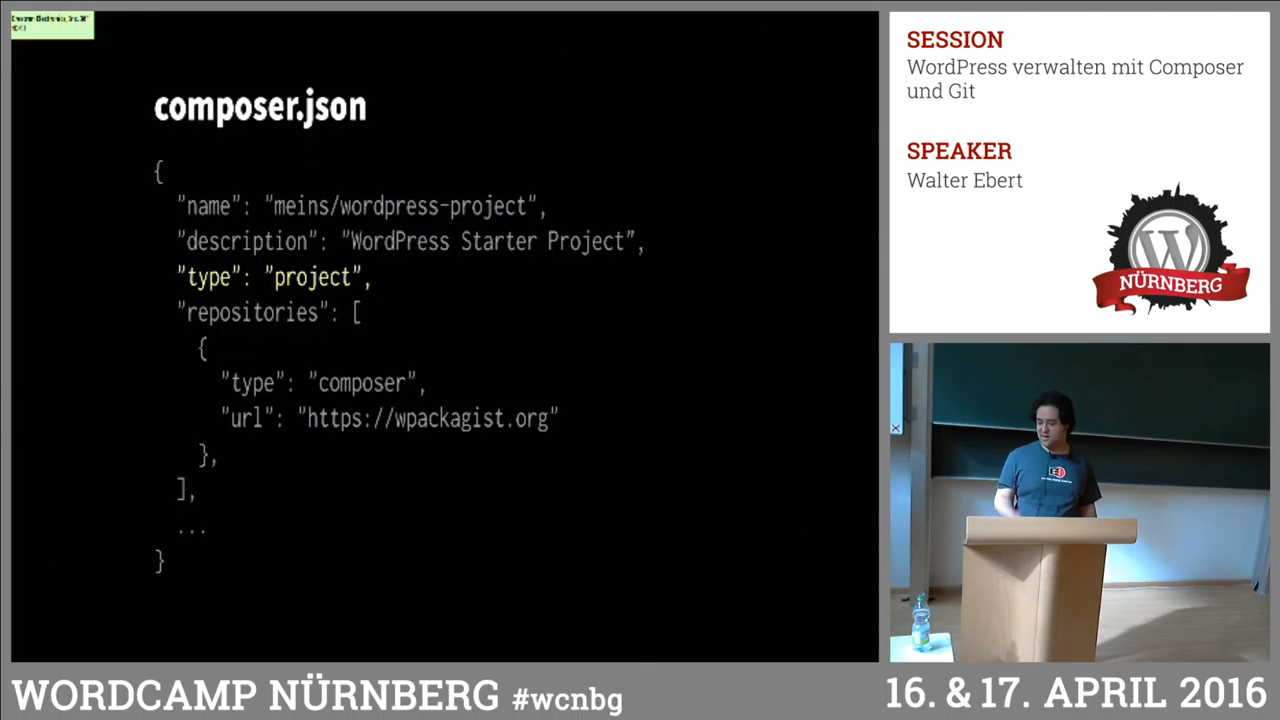 composer.json
{
"name": "meins/wordpress-project",
"description": "WordPress Starter Project",
"type": "project",
"repositories": [
{
"type": "composer",
"url": "https://wpackagist.org"
},
],
...
}
SESSION
WordPress verwalten mit Composer
und Git
SPEAKER
Walter Ebert
NÜRNBERG
WORDCAMP NÜRNBERG #wcnbg
16. & 17. APRIL 2016